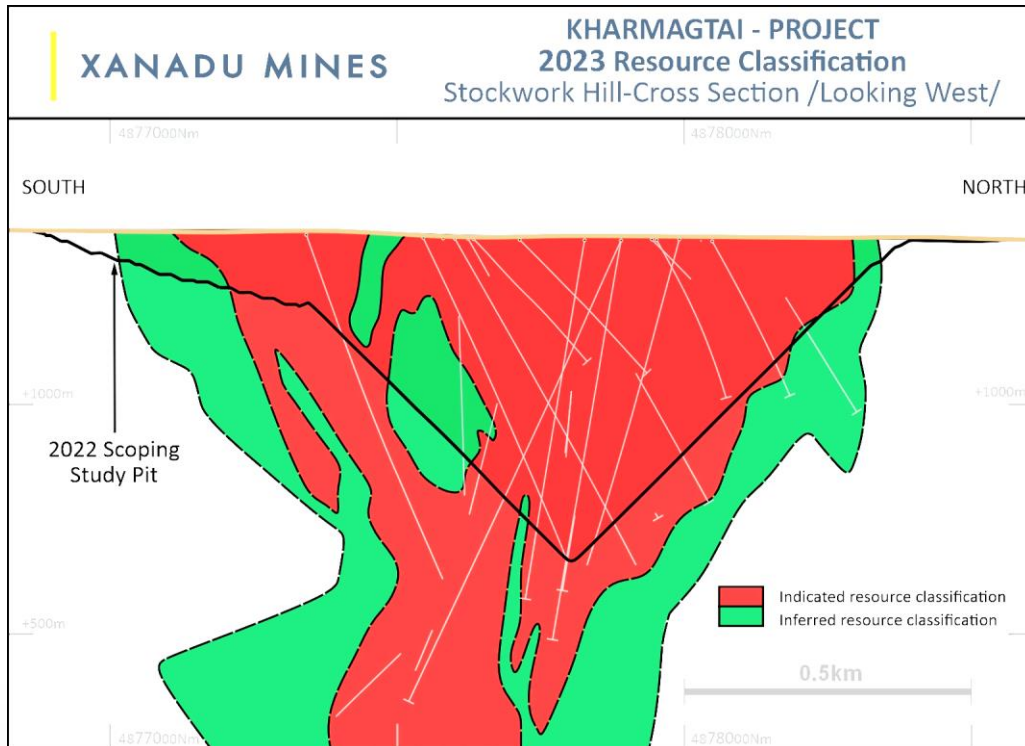 XANADU MINES
KHARMAGTAI - PROJECT
2023 Resource Classification
Stockwork Hill-Cross Section /Looking West/
4877000Nm
4878000Nm
SOUTH
NORTH
+1000m
+1000m
2022 Scoping
Study Pit
Indicated resource classification
Inferred resource classification
+500m
0.5km
4877000Nm
4878000Nm